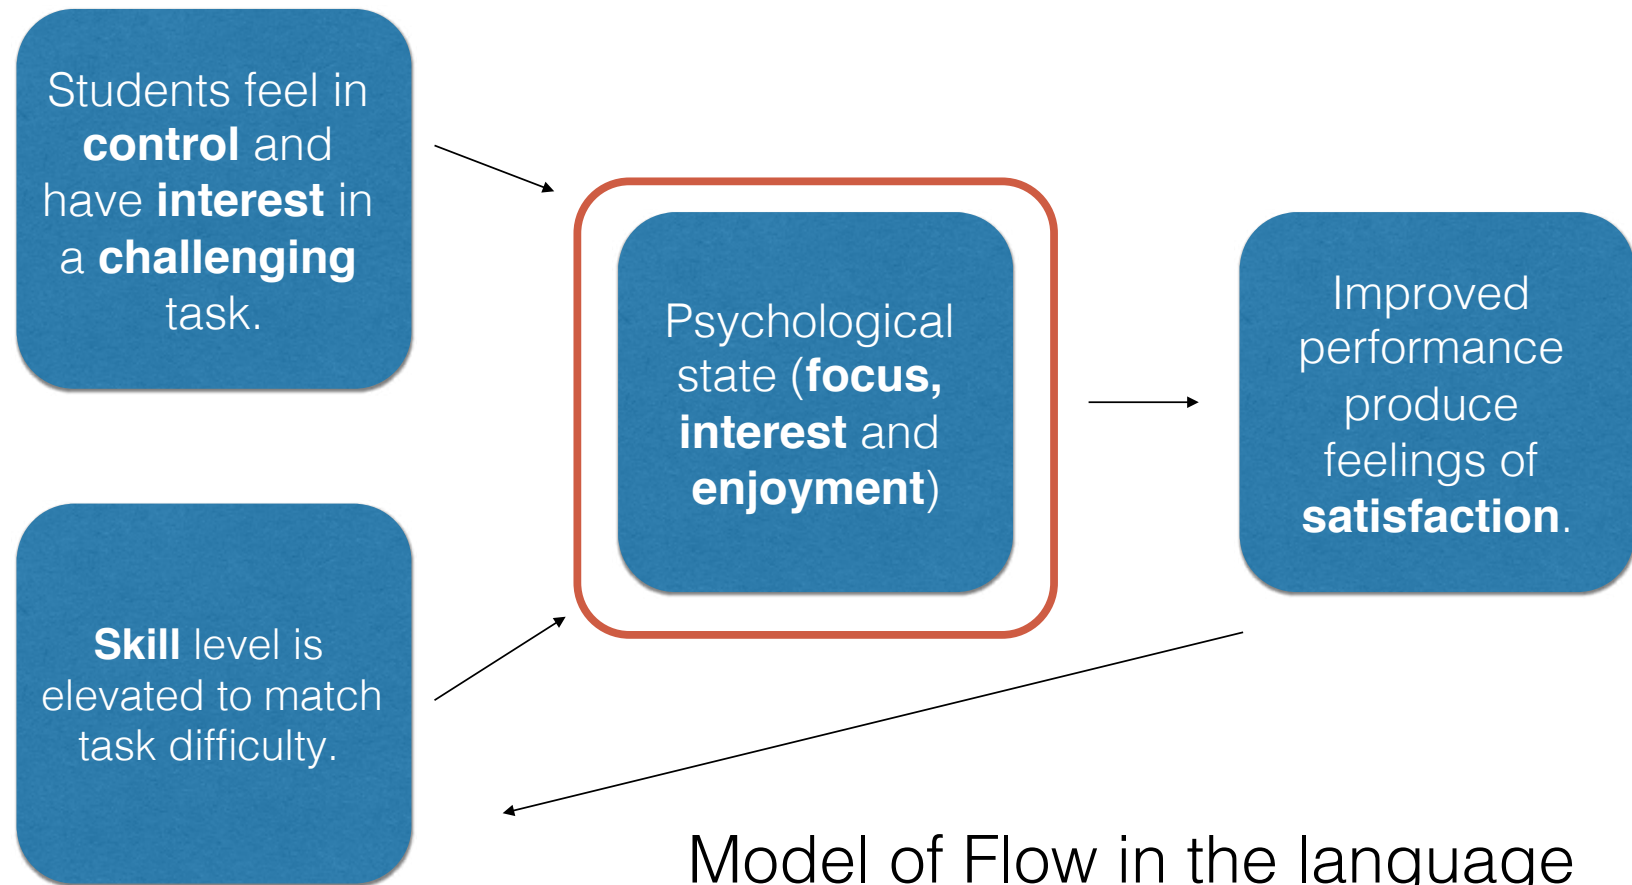 Students feel in
control and
have interest in
a challenging
task.
Psychological
state (focus,
interest and
enjoyment)
Improved
performance
produce
feelings of
satisfaction.
Skill level is
elevated to match
task difficulty.
Model of Flow in the language